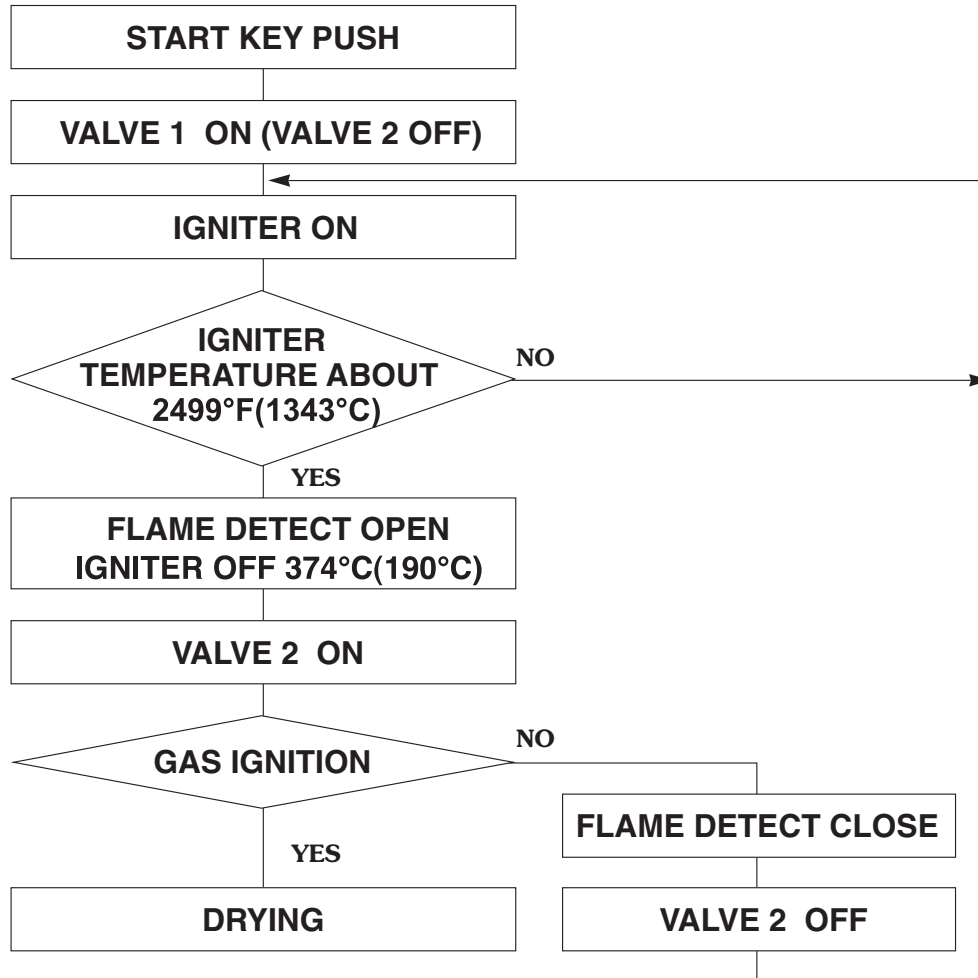 START KEY PUSH
VALVE 1 ON (VALVE 2 OFF)
IGNITER ON
IGNITER
TEMPERATURE ABOUT
2499°F(1343°C)
NO
YES
FLAME DETECT OPEN
IGNITER OFF 374°C(190°C)
VALVE 2 ON
GAS IGNITION
NO
FLAME DETECT CLOSE
YES
DRYING
VALVE 2 OFF